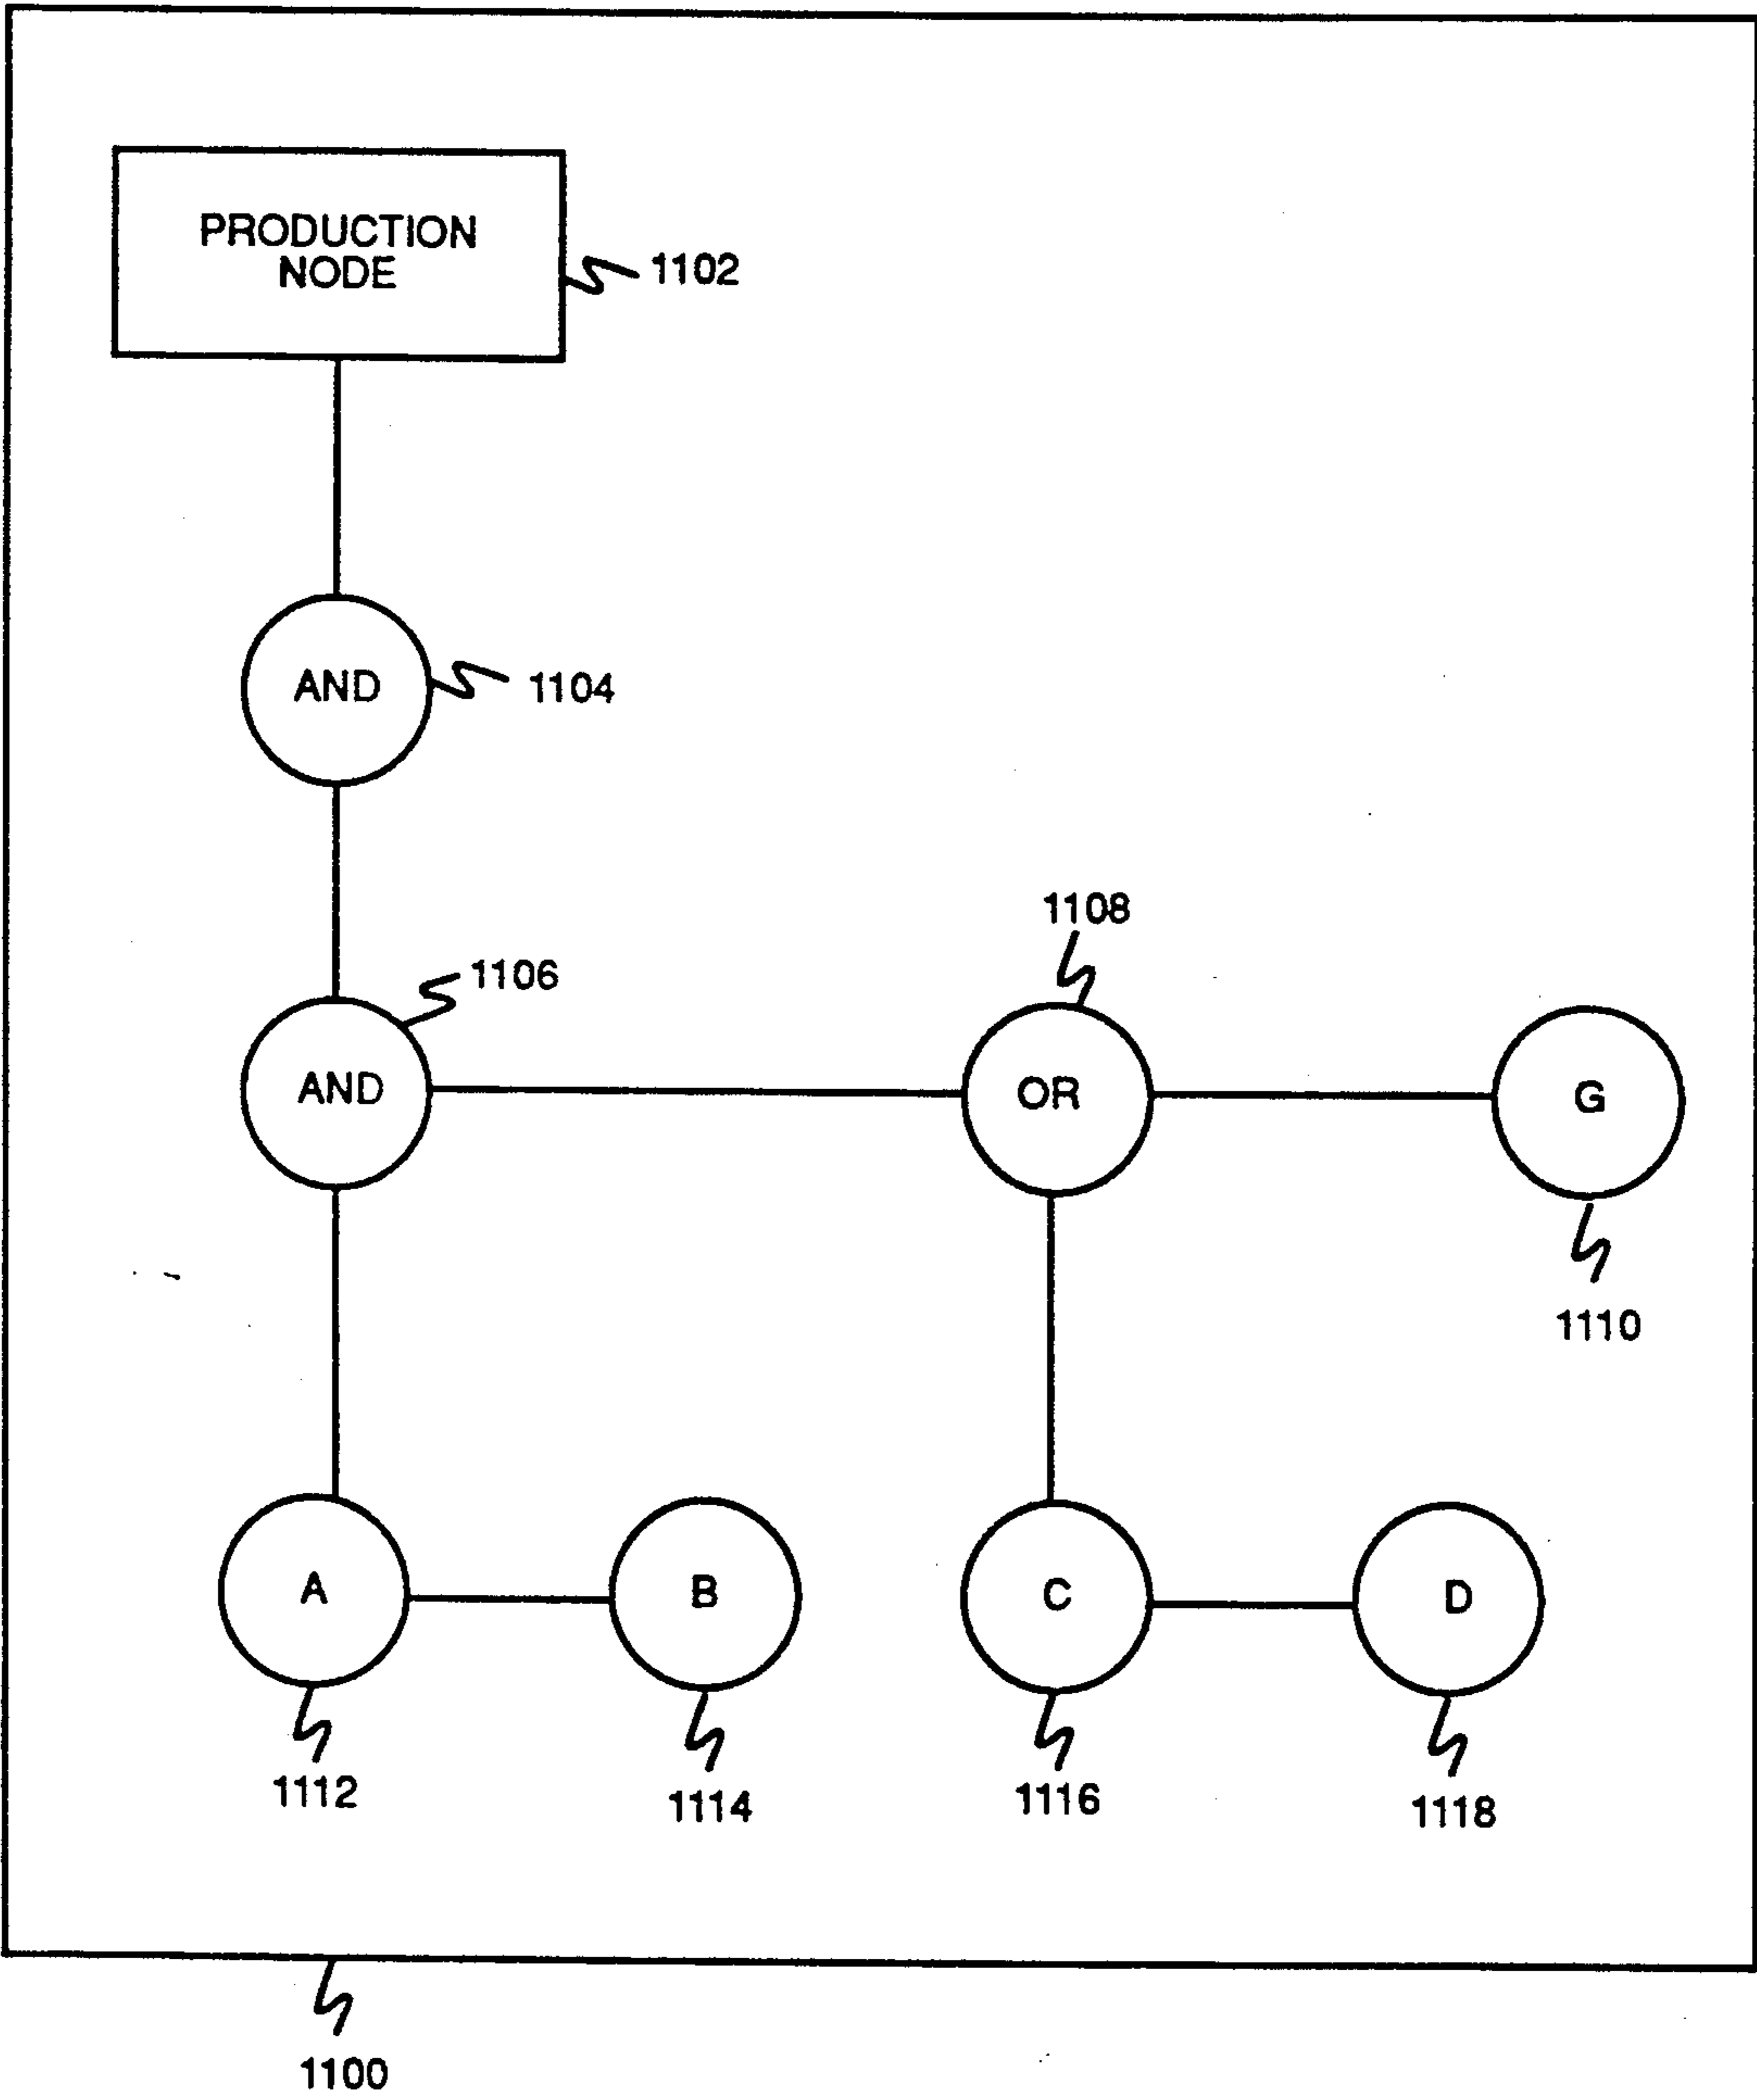 PRODUCTION
NODE
1102
AND
1104
1108
1106
AND
OR
G
1110
A
B
C
D
1112
1114
1116
1118
1100